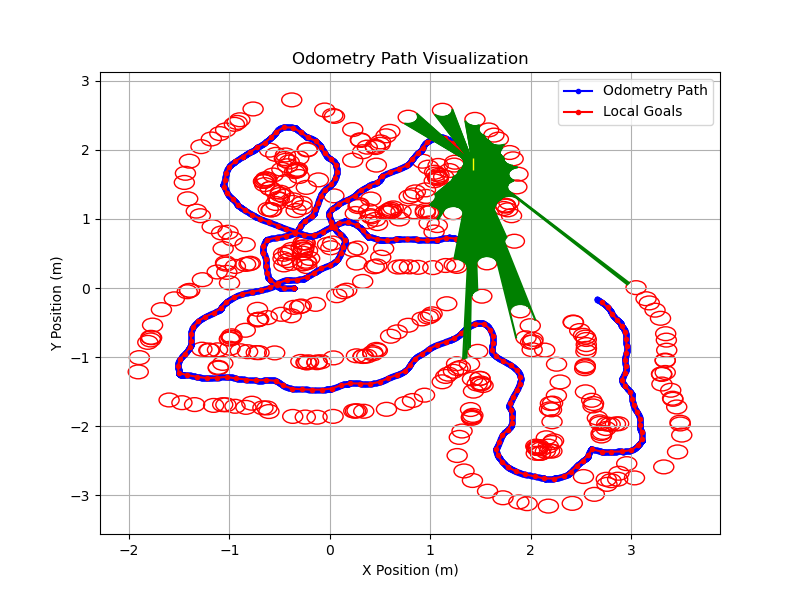 Odometry Path Visualization
Odometry Path
Local Goals
3
2
1
0
−1
−2
−3
Y Position (m)
−2
−1
0
1
2
3
X Position (m)